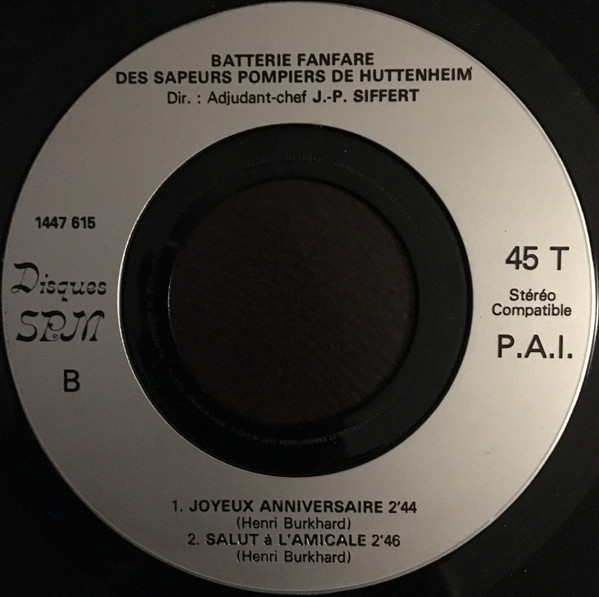 BATTERIE FANFARE
DES SAPEURS POMPIERS DE HUTTENHEIM
Dir. : Adjudant-chef J.-P. SIFFERT
1447 615
Disques
SPM
B
45 T
Stéréo
Compatible
P.A.I.
1. JOYEUX ANNIVERSAIRE 2'44
(Henri Burkhard)
2. SALUT à L'AMICALE 2'46
(Henri Burkhard)